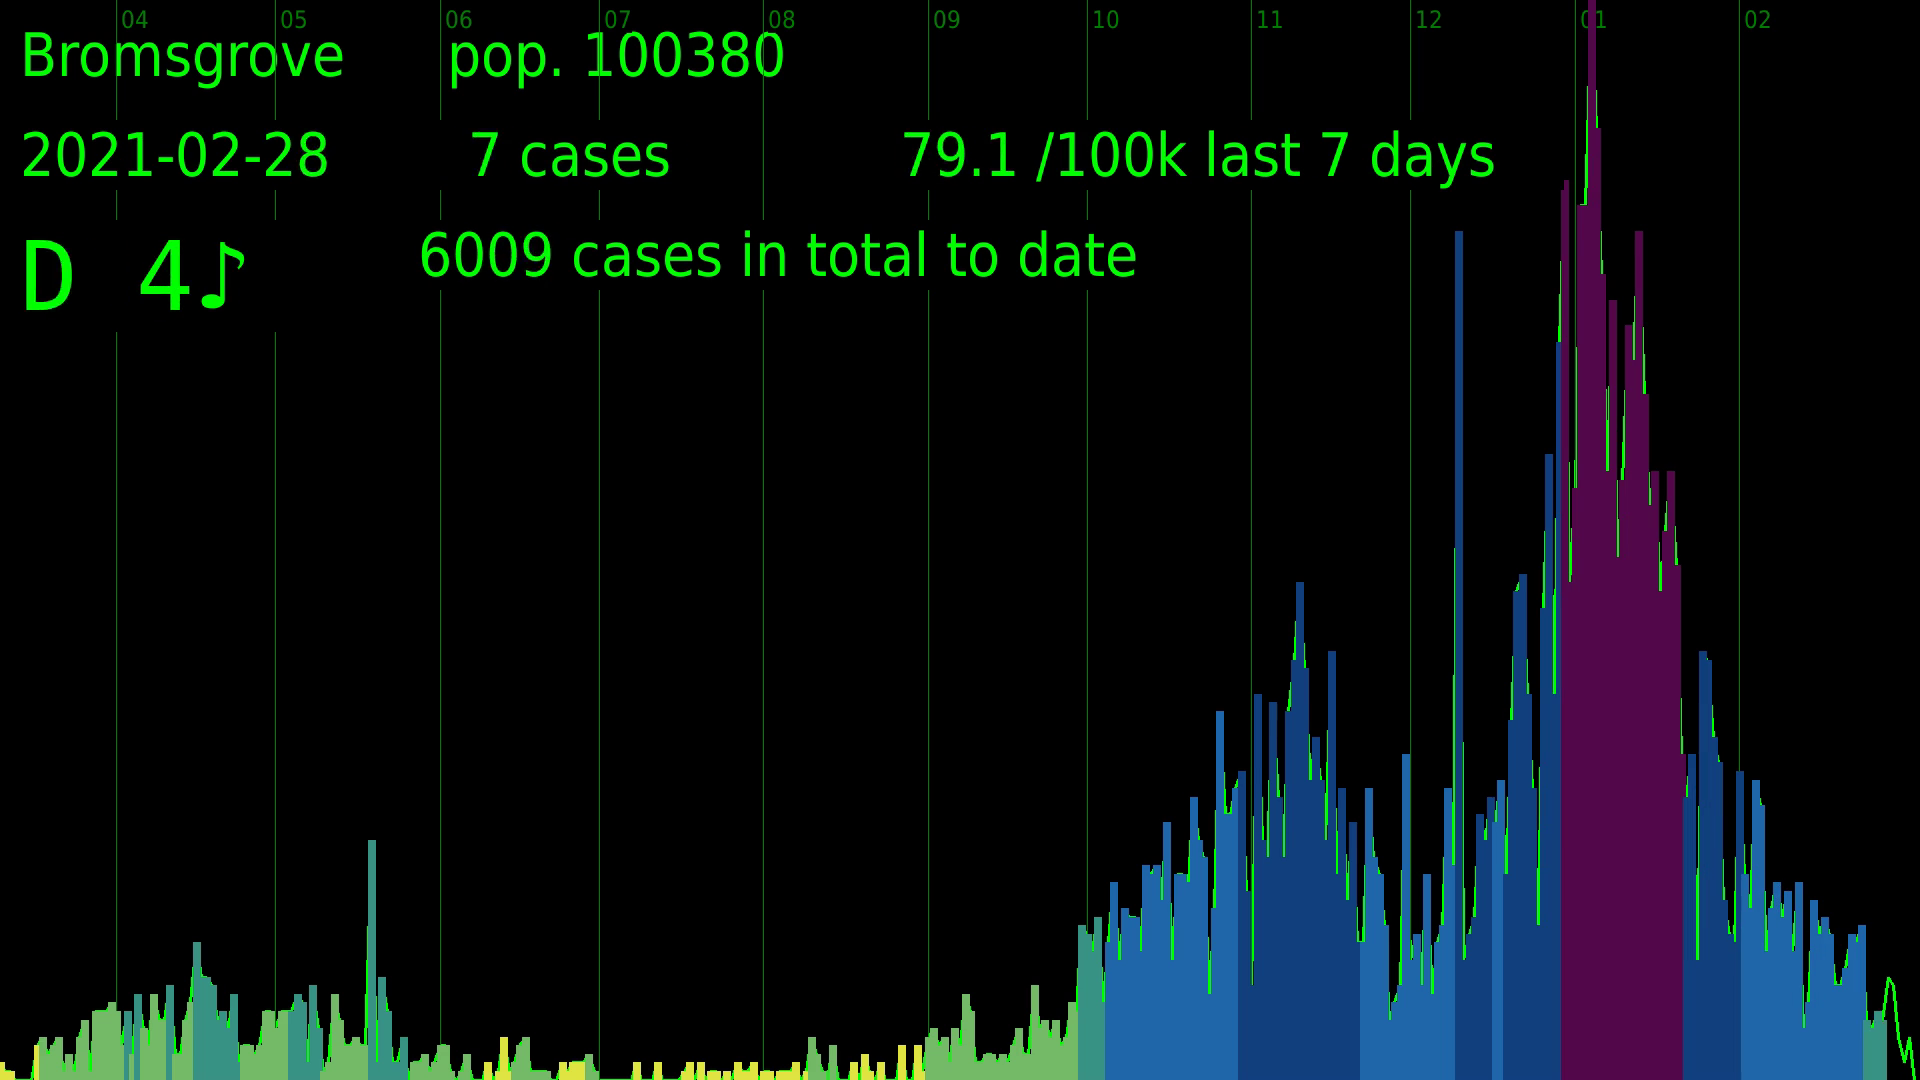 04 05 06 07 08 09 10 11 12 01 02
Bromsgrove pop. 100380
2021-02-28 7 cases 79.1 /100k last 7 days
D 4♪ 6009 cases in total to date